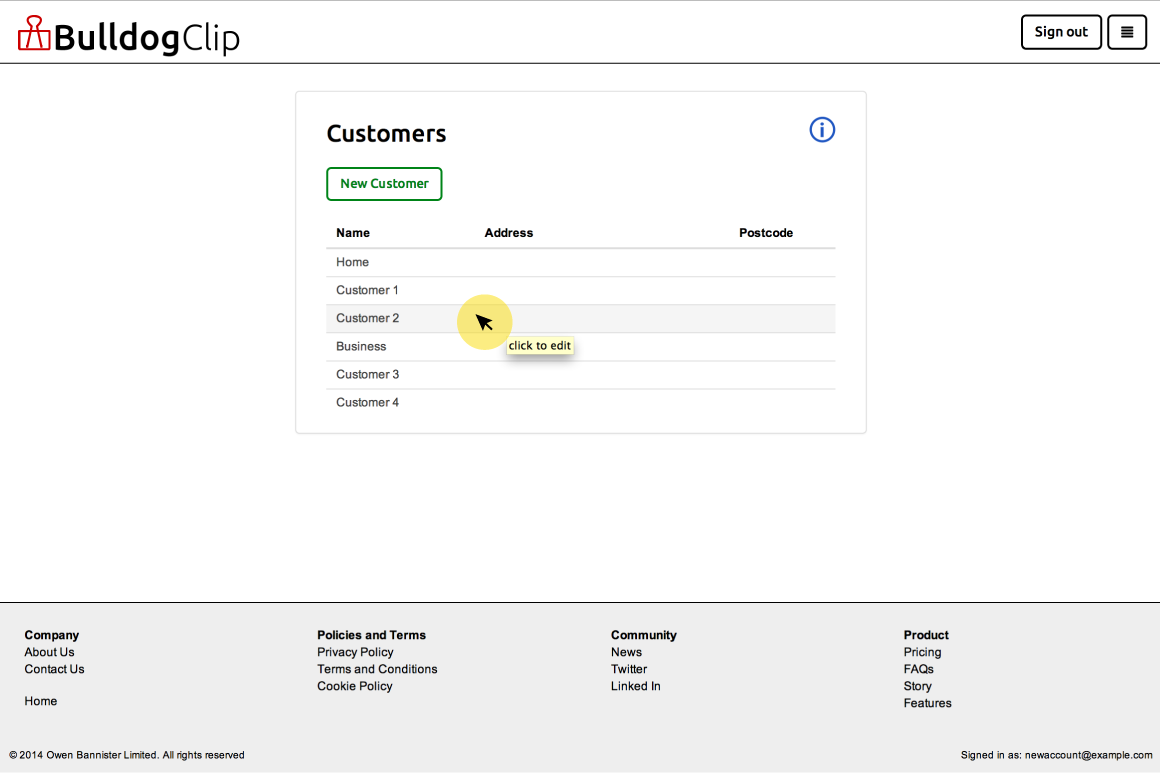 BulldogClip
Sign out
Customers
New Customer
Name Address Postcode
Home
Customer 1
Customer 2
click to edit
Business
Customer 3
Customer 4
Company
About Us
Contact Us
Home
Policies and Terms
Privacy Policy
Terms and Conditions
Cookie Policy
Community
News
Twitter
Linked In
Product
Pricing
FAQs
Story
Features
© 2014 Owen Bannister Limited. All rights reserved
Signed in as: newaccount@example.com